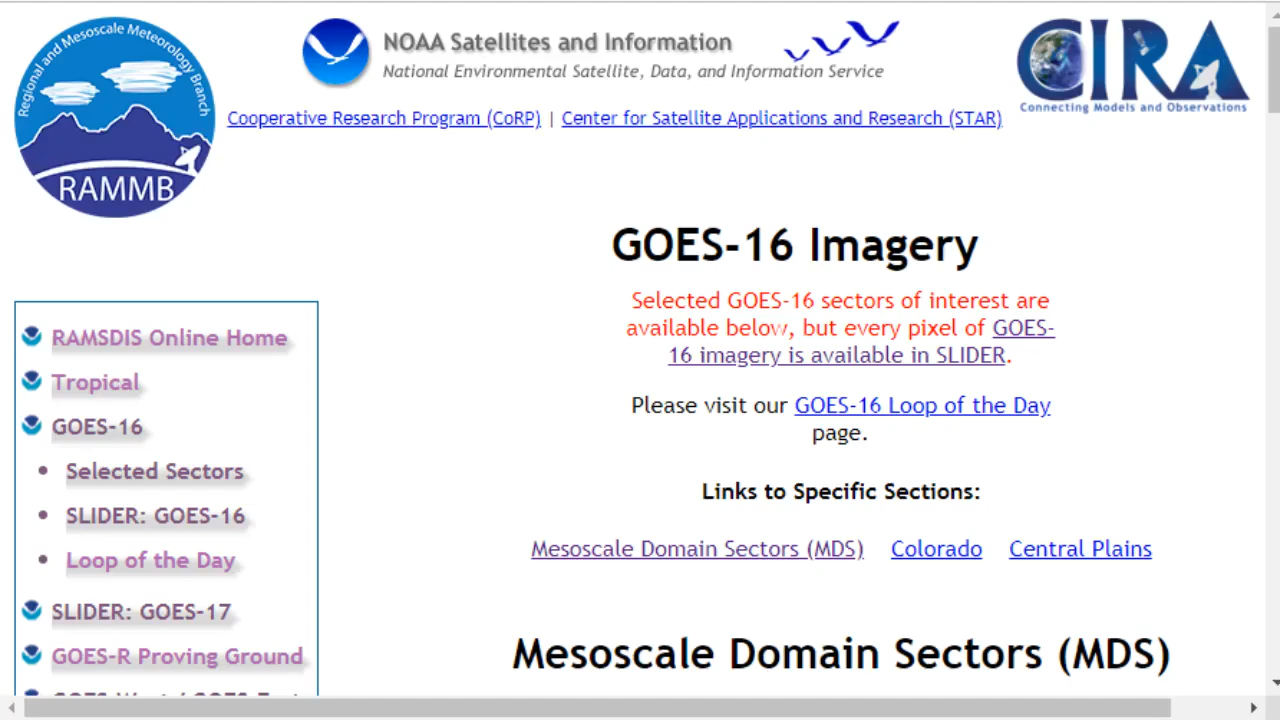 Regional and Mesoscale Meteorology Branch
RAMMB
NOAA Satellites and Information
National Environmental Satellite, Data, and Information Service
CIRA
Connecting Models and Observations
Cooperative Research Program (CoRP) | Center for Satellite Applications and Research (STAR)
GOES-16 Imagery
Selected GOES-16 sectors of interest are
available below, but every pixel of GOES-
16 imagery is available in SLIDER.
Please visit our GOES-16 Loop of the Day
page.
Links to Specific Sections:
Mesoscale Domain Sectors (MDS) Colorado Central Plains
Mesoscale Domain Sectors (MDS)
RAMSDIS Online Home
Tropical
GOES-16
Selected Sectors
SLIDER: GOES-16
Loop of the Day
SLIDER: GOES-17
GOES-R Proving Ground